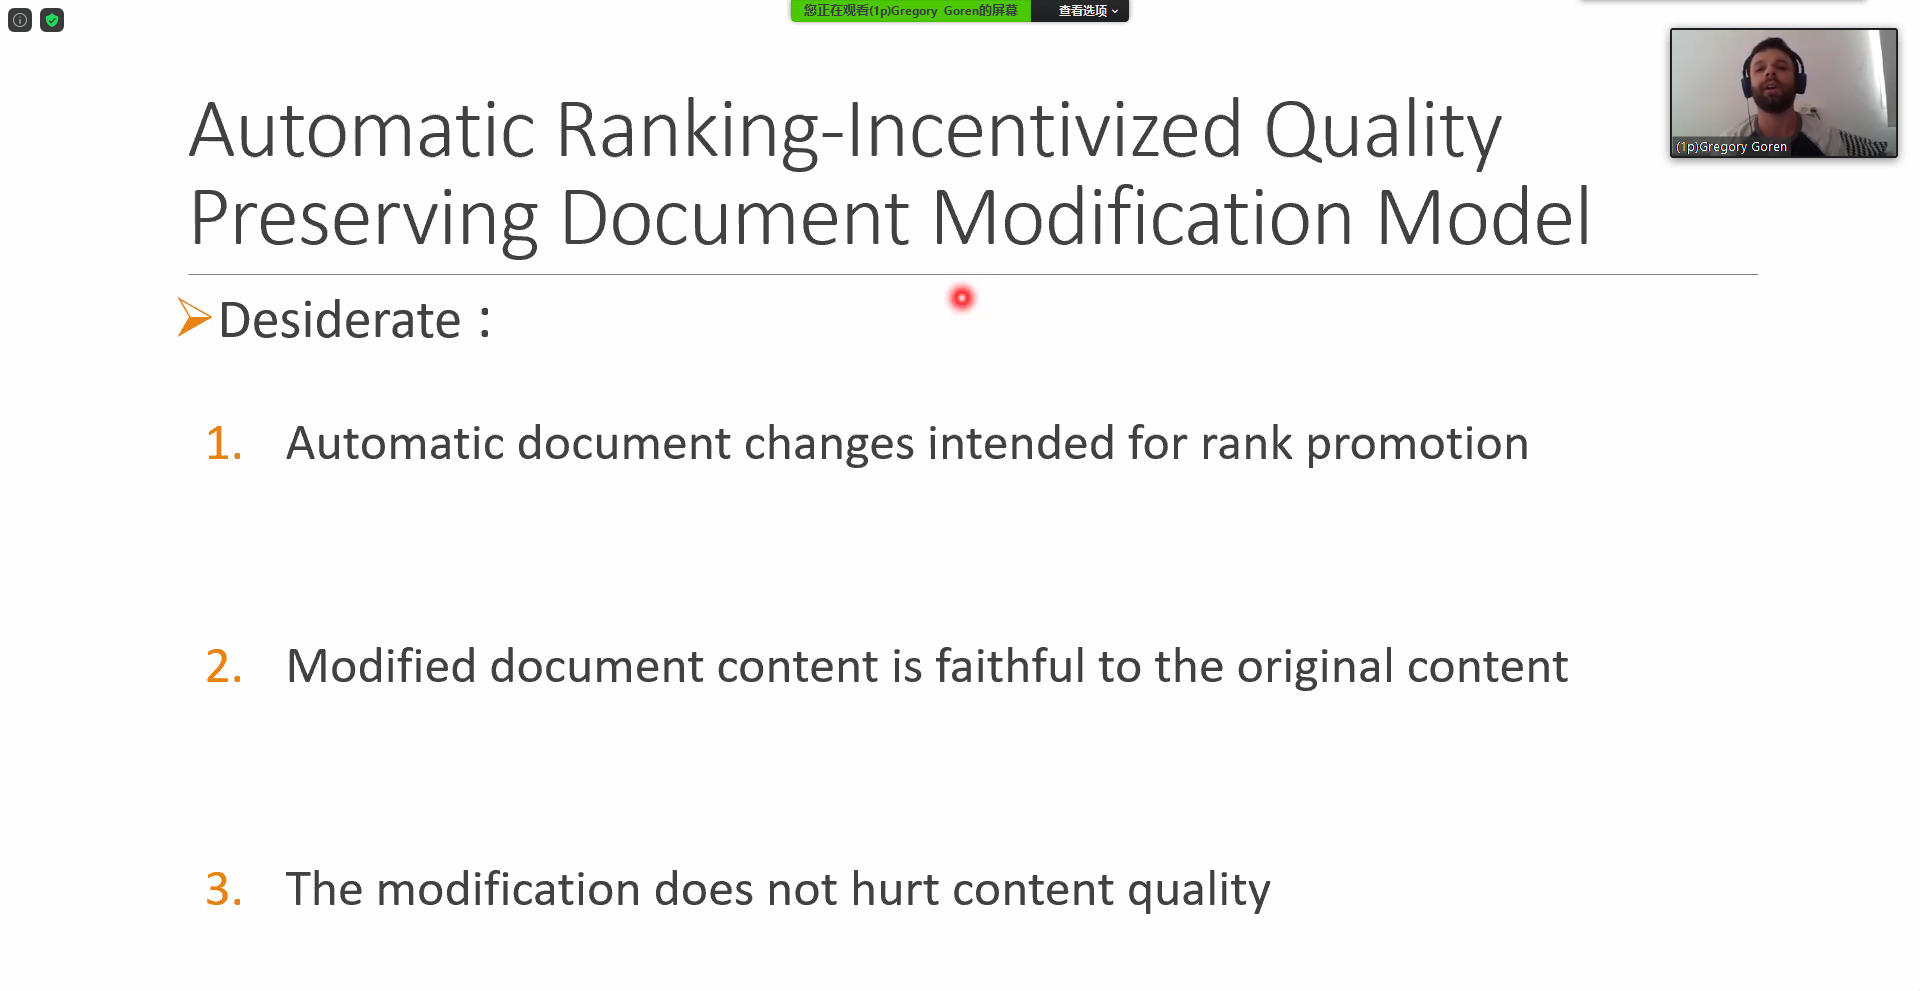 您正在观看(1p)Gregory Goren的屏幕 查看选项
Automatic Ranking-Incentivized Quality
Preserving Document Modification Model
(1p)Gregory Goren
Desiderate :
1. Automatic document changes intended for rank promotion
2. Modified document content is faithful to the original content
3. The modification does not hurt content quality